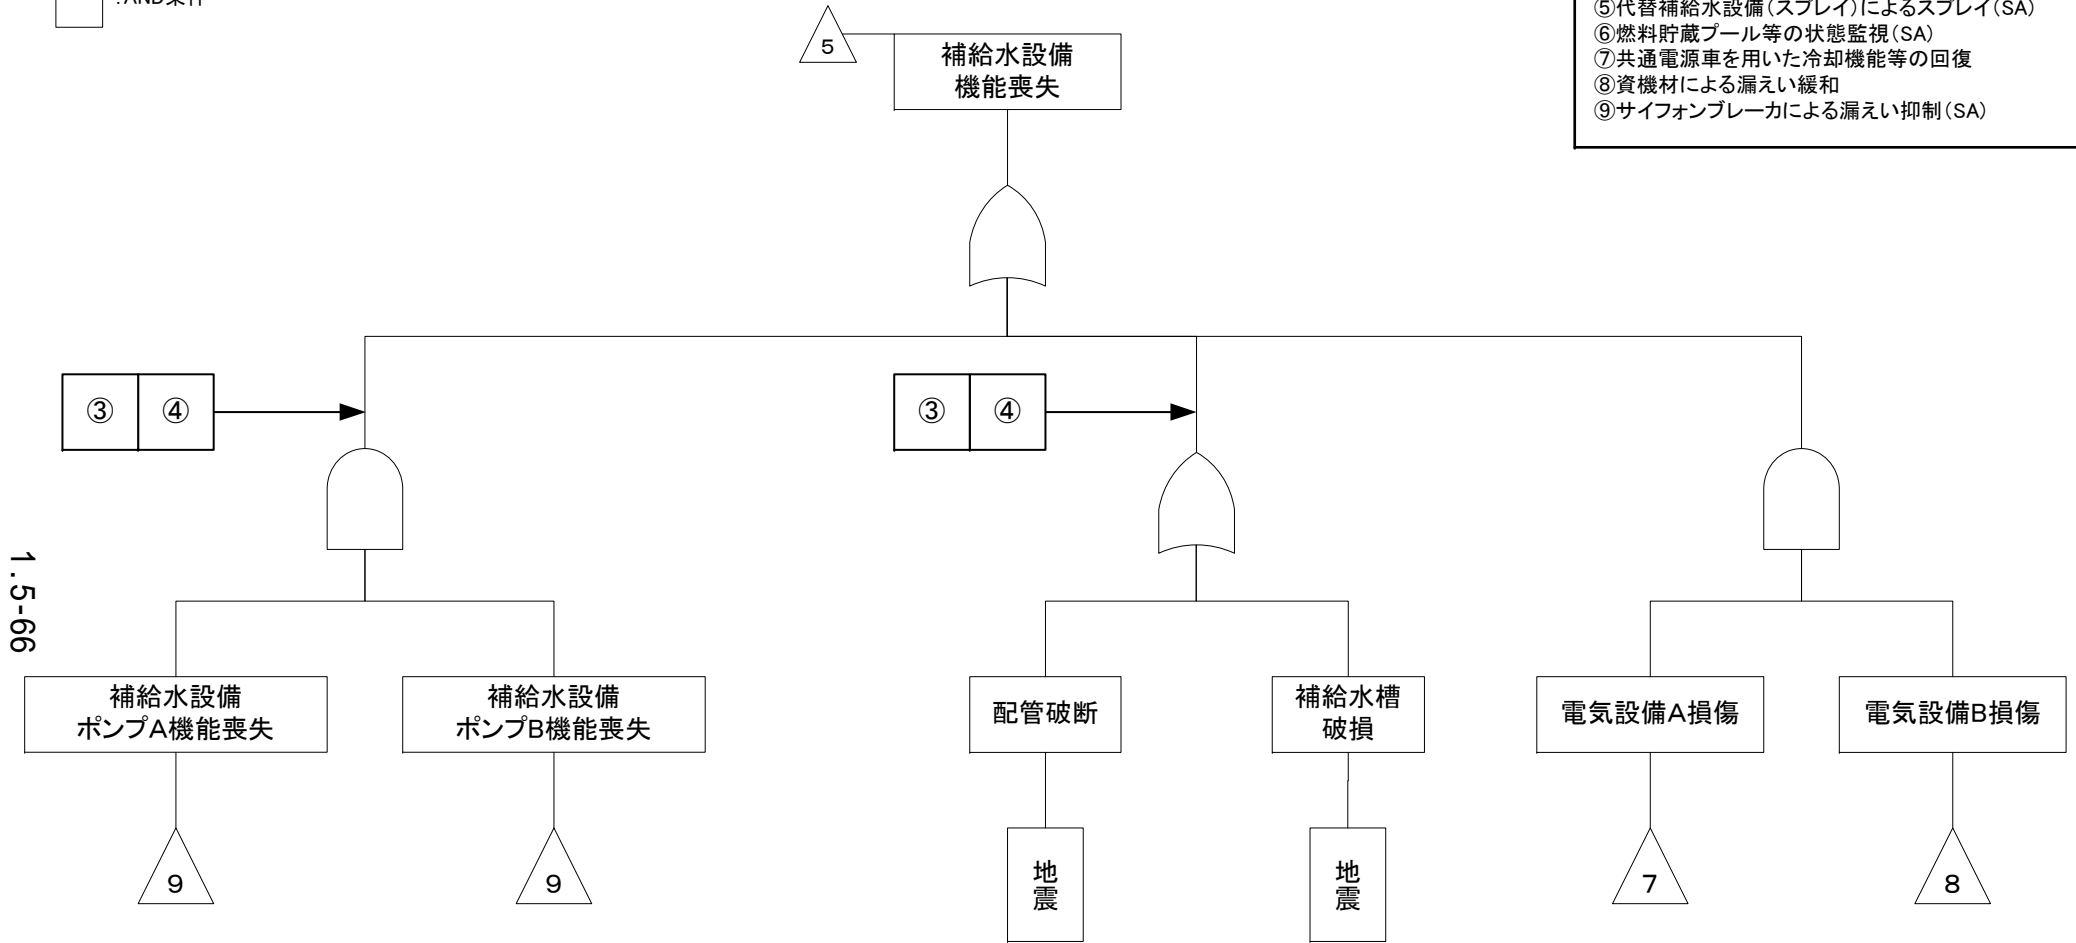 :AND条件
⑤代替補給水設備(スプレイ)によるスプレイ(SA)
⑥燃料貯蔵プール等の状態監視(SA)
⑦共通電源車を用いた冷却機能等の回復
⑧資機材による漏えい緩和
⑨サイフォンブレーカによる漏えい抑制(SA)
5
補給水設備
機能喪失
③ ④
③ ④
補給水設備
ポンプA機能喪失
補給水設備
ポンプB機能喪失
配管破断
補給水槽
破損
電気設備A損傷
電気設備B損傷
9
9
地震
地震
7
8
1.5-66